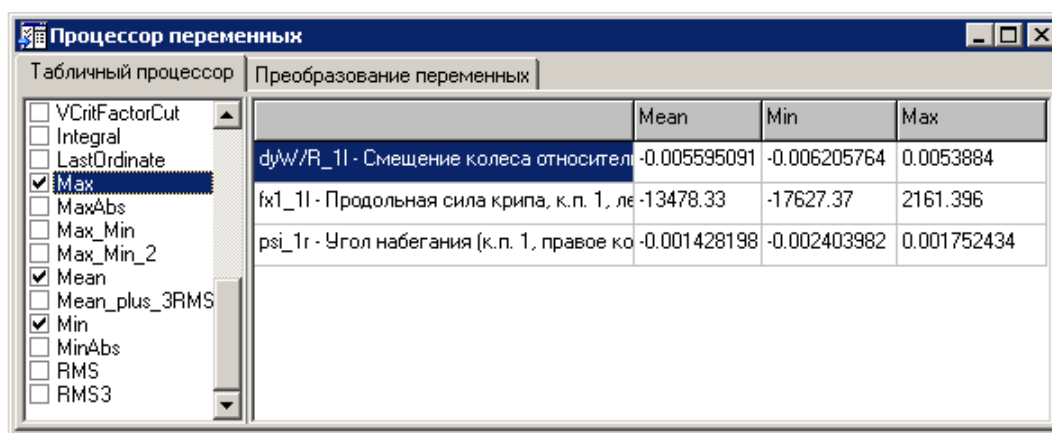 Процессор переменных
Табличный процессор Преобразование переменных
VCritFactorCut
Integral
LastOrdinate
Max
MaxAbs
Max_Min
Max_Min_2
Mean
Mean_plus_3RMS
Min
MinAbs
RMS
RMS3
Mean Min Max
dyW/R_1l - Смещение колеса относител -0.005595091 -0.006205764 0.0053884
fx1_1l - Продольная сила крипа, к.п. 1, ле -13478.33 -17627.37 2161.396
psi_1r - Угол набегания (к.п. 1, правое ко -0.001428198 -0.002403982 0.001752434